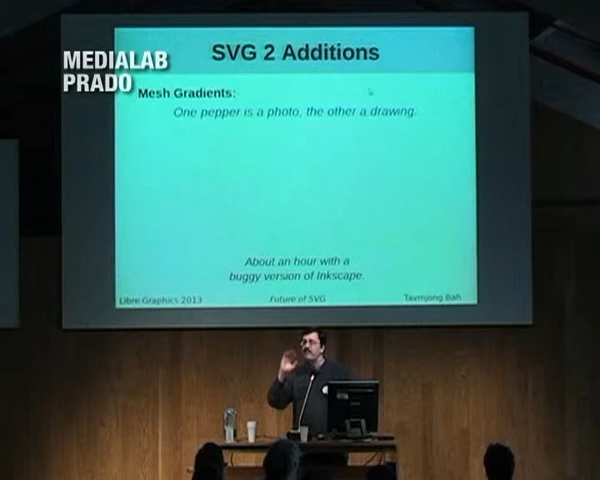 MEDIALAB
PRADO
SVG 2 Additions
Mesh Gradients:
One pepper is a photo, the other a drawing.
About an hour with a
buggy version of Inkscape.
Libre Graphics 2013
Future of SVG
Tavmjong Bah